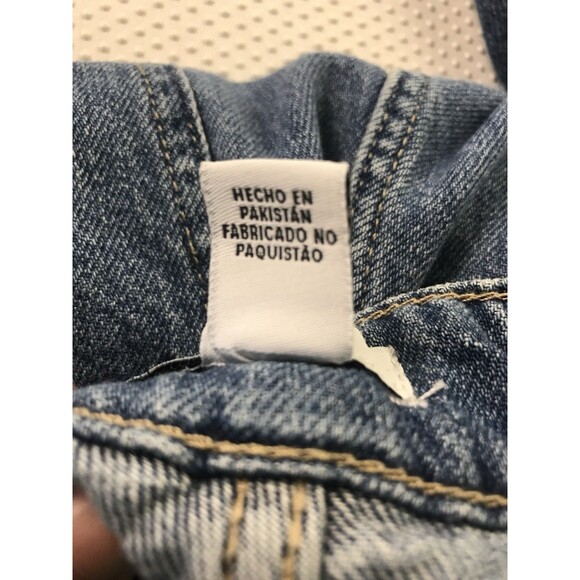 HECHO EN
PAKISTÁN
FABRICADO NO
PAQUISTÃO